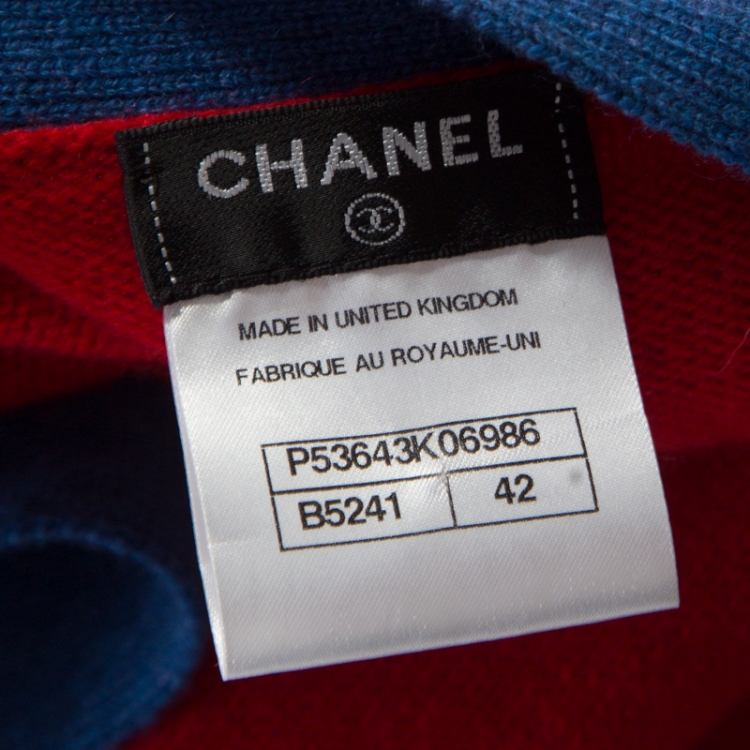 CHANEL
MADE IN UNITED KINGDOM
FABRIQUE AU ROYAUME-UNI
P53643K06986
B5241 42